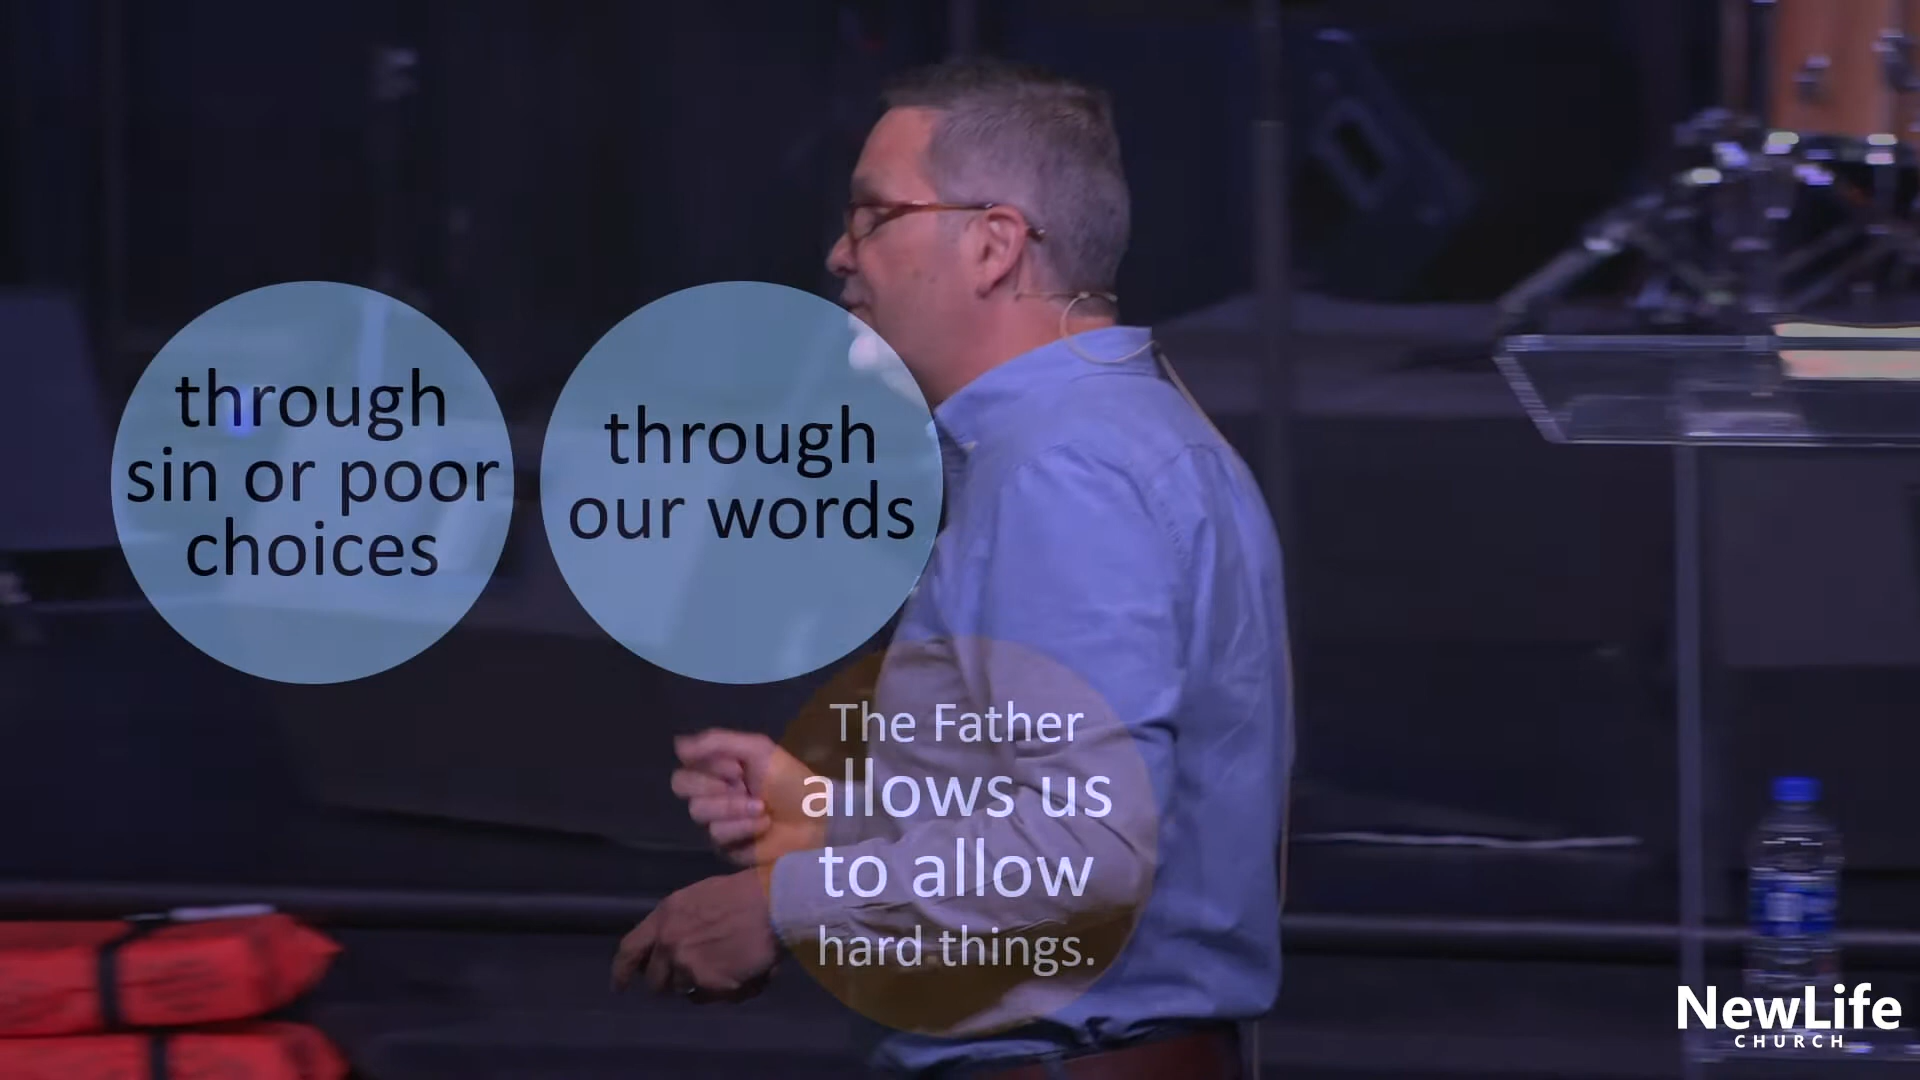 through
sin or poor
choices
through
our words
The Father
allows us
to allow
hard things.
NewLife
CHURCH